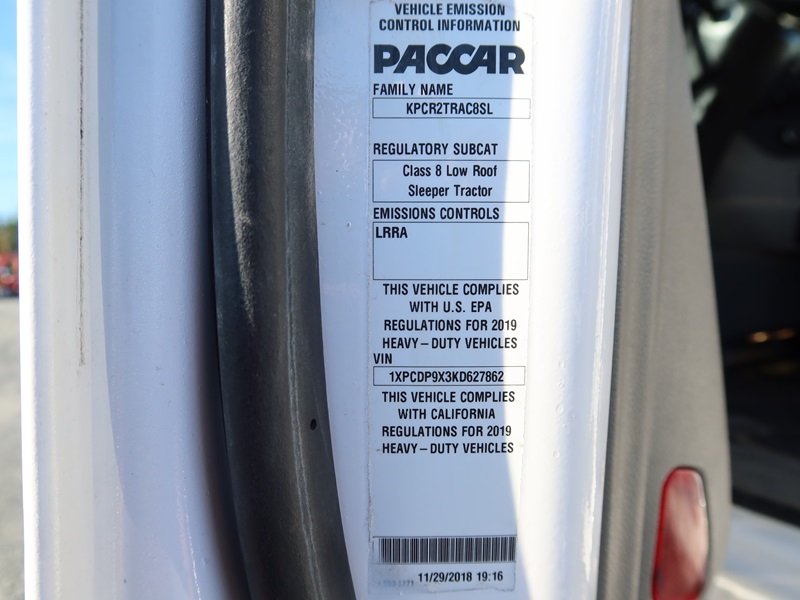 VEHICLE EMISSION
CONTROL INFORMATION
PACCAR
FAMILY NAME
KPCR2TRAC8SL
REGULATORY SUBCAT
Class 8 Low Roof
Sleeper Tractor
EMISSIONS CONTROLS
LRRA
THIS VEHICLE COMPLIES
WITH U.S. EPA
REGULATIONS FOR 2019
HEAVY–DUTY VEHICLES
VIN
1XPCDP9X3KD627862
THIS VEHICLE COMPLIES
WITH CALIFORNIA
REGULATIONS FOR 2019
HEAVY–DUTY VEHICLES
11/29/2018 19:16